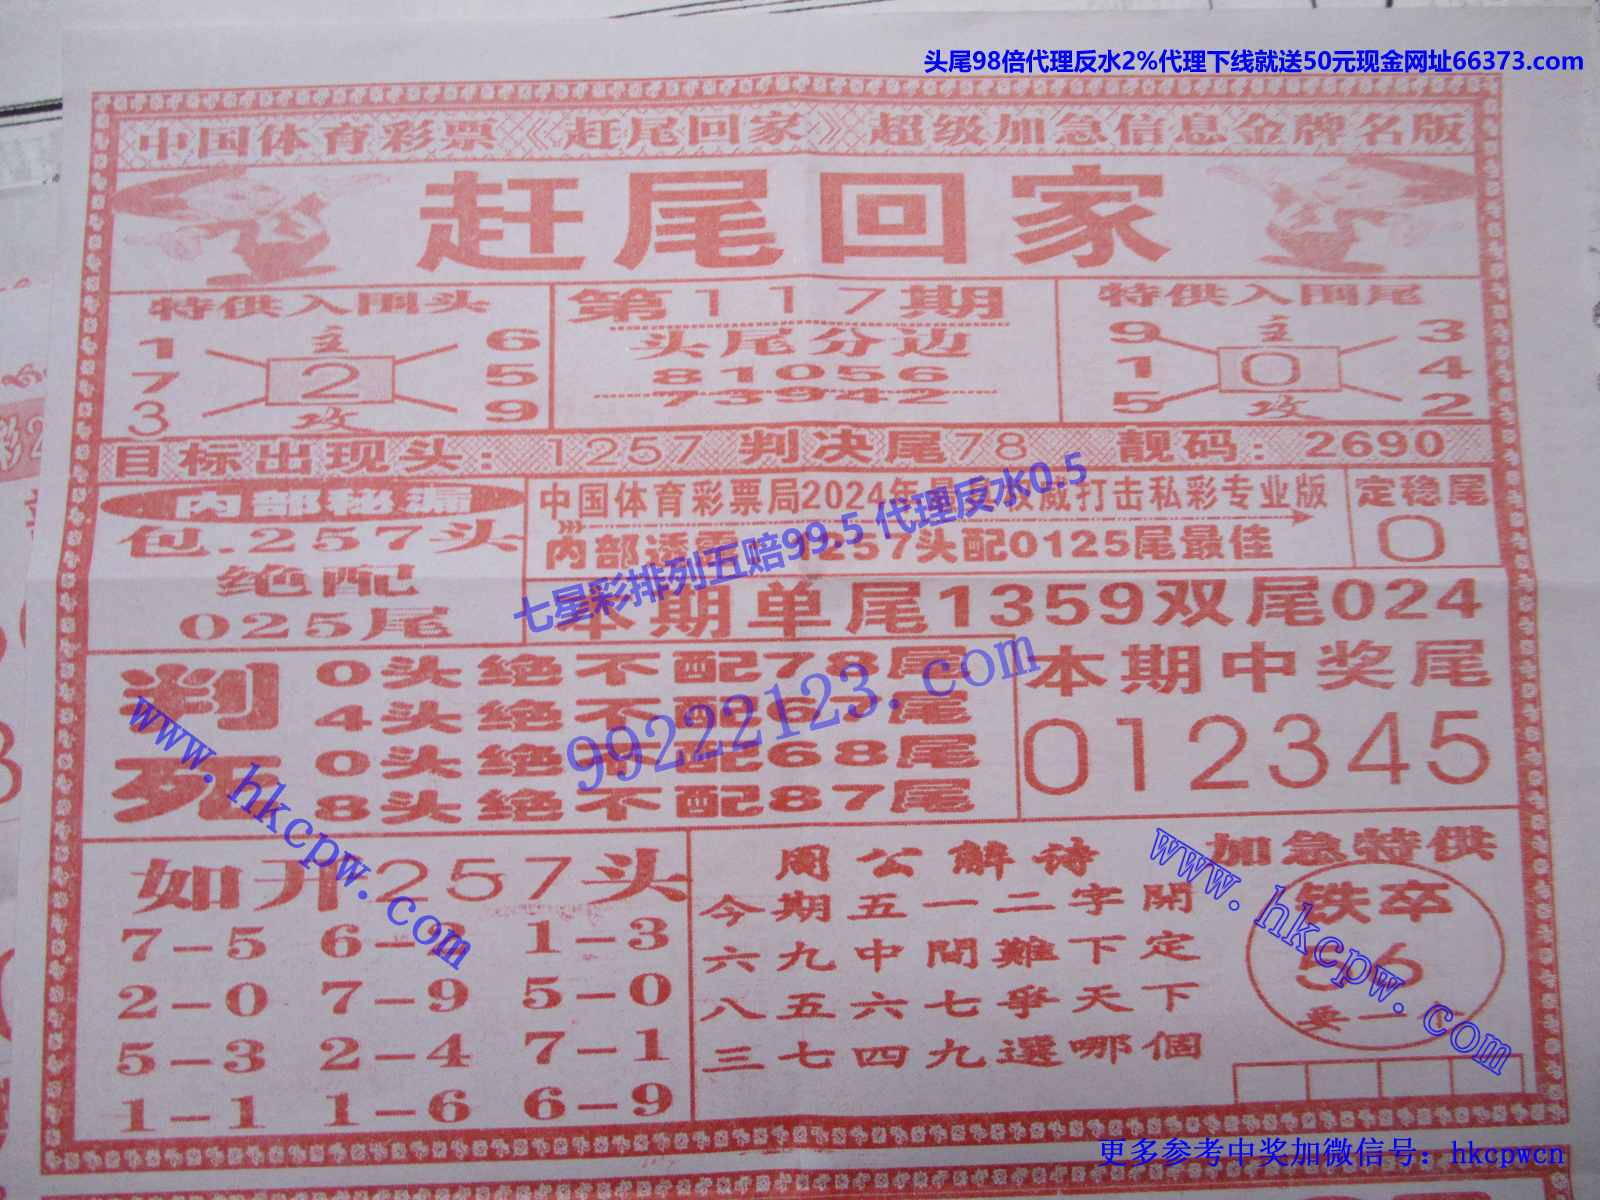 头尾98倍代理反水2%代理下线就送50元现金网址66373.com
中国体育彩票《赶尾回家》超级加急信息金牌名版
赶尾回家
特供入围头
1 主 6
7 2 5
3 攻 9
第117期
头尾分边
81056
73942
特供入围尾
9 主 3
1 0 4
5 攻 2
目标出现头：1257 判决尾78 靓码：2690
内部秘漏
包.257头
绝配
025尾
中国体育彩票局2024年 权威打击私彩专业版
内部透露 257头配0125尾最佳
定稳尾
0
七星彩排列五赔99.5 代理反水0.5
本期单尾1359双尾024
判死
0头绝不配78尾
4头绝不配63尾
0头绝不配68尾
8头绝不配87尾
99222123.com
本期中奖尾
012345
www.hkcpw.com
如开257头
7-5 6- 1-3
2-0 7-9 5-0
5-3 2-4 7-1
1-1 1-6 6-9
周公解诗
今期五一二字開
六九中間難下定
八五六七爭天下
三七四九選哪個
加急特供
铁卒
56
卖一
www.hkcpw.com
更多参考中奖加微信号：hkcpwcn